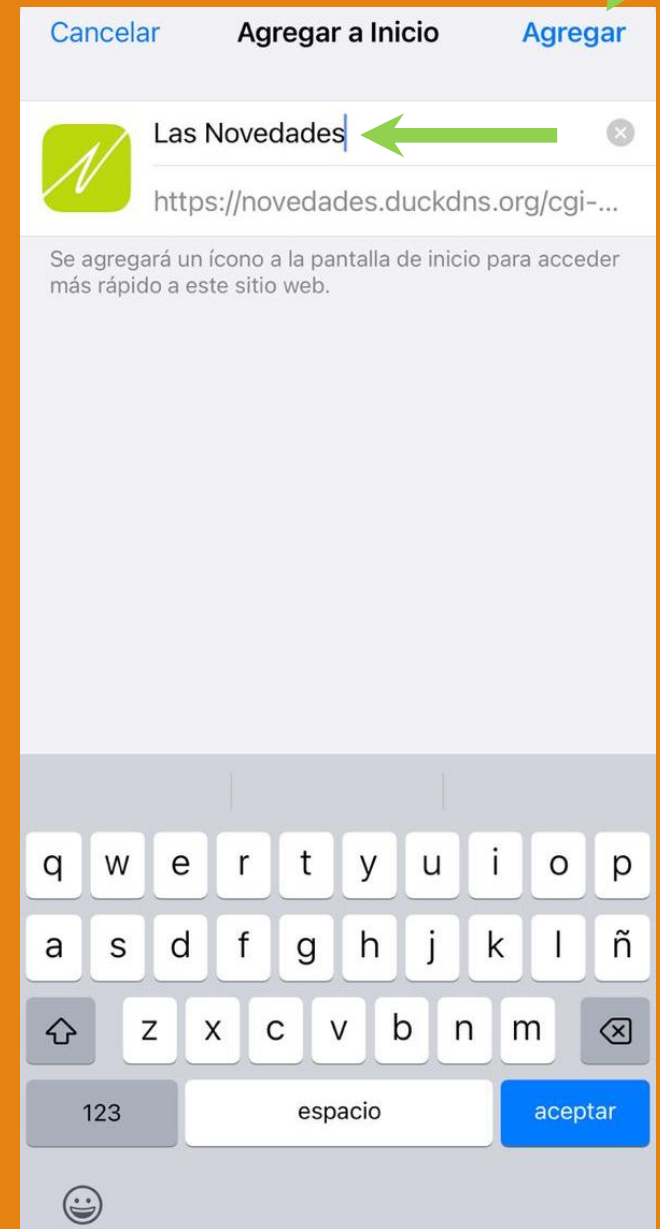 Cancelar Agregar a Inicio Agregar
Las Novedades
https://novedades.duckdns.org/cgi-...
Se agregará un ícono a la pantalla de inicio para acceder
más rápido a este sitio web.
q w e r t y u i o p
a s d f g h j k l ñ
z x c v b n m
123 espacio aceptar